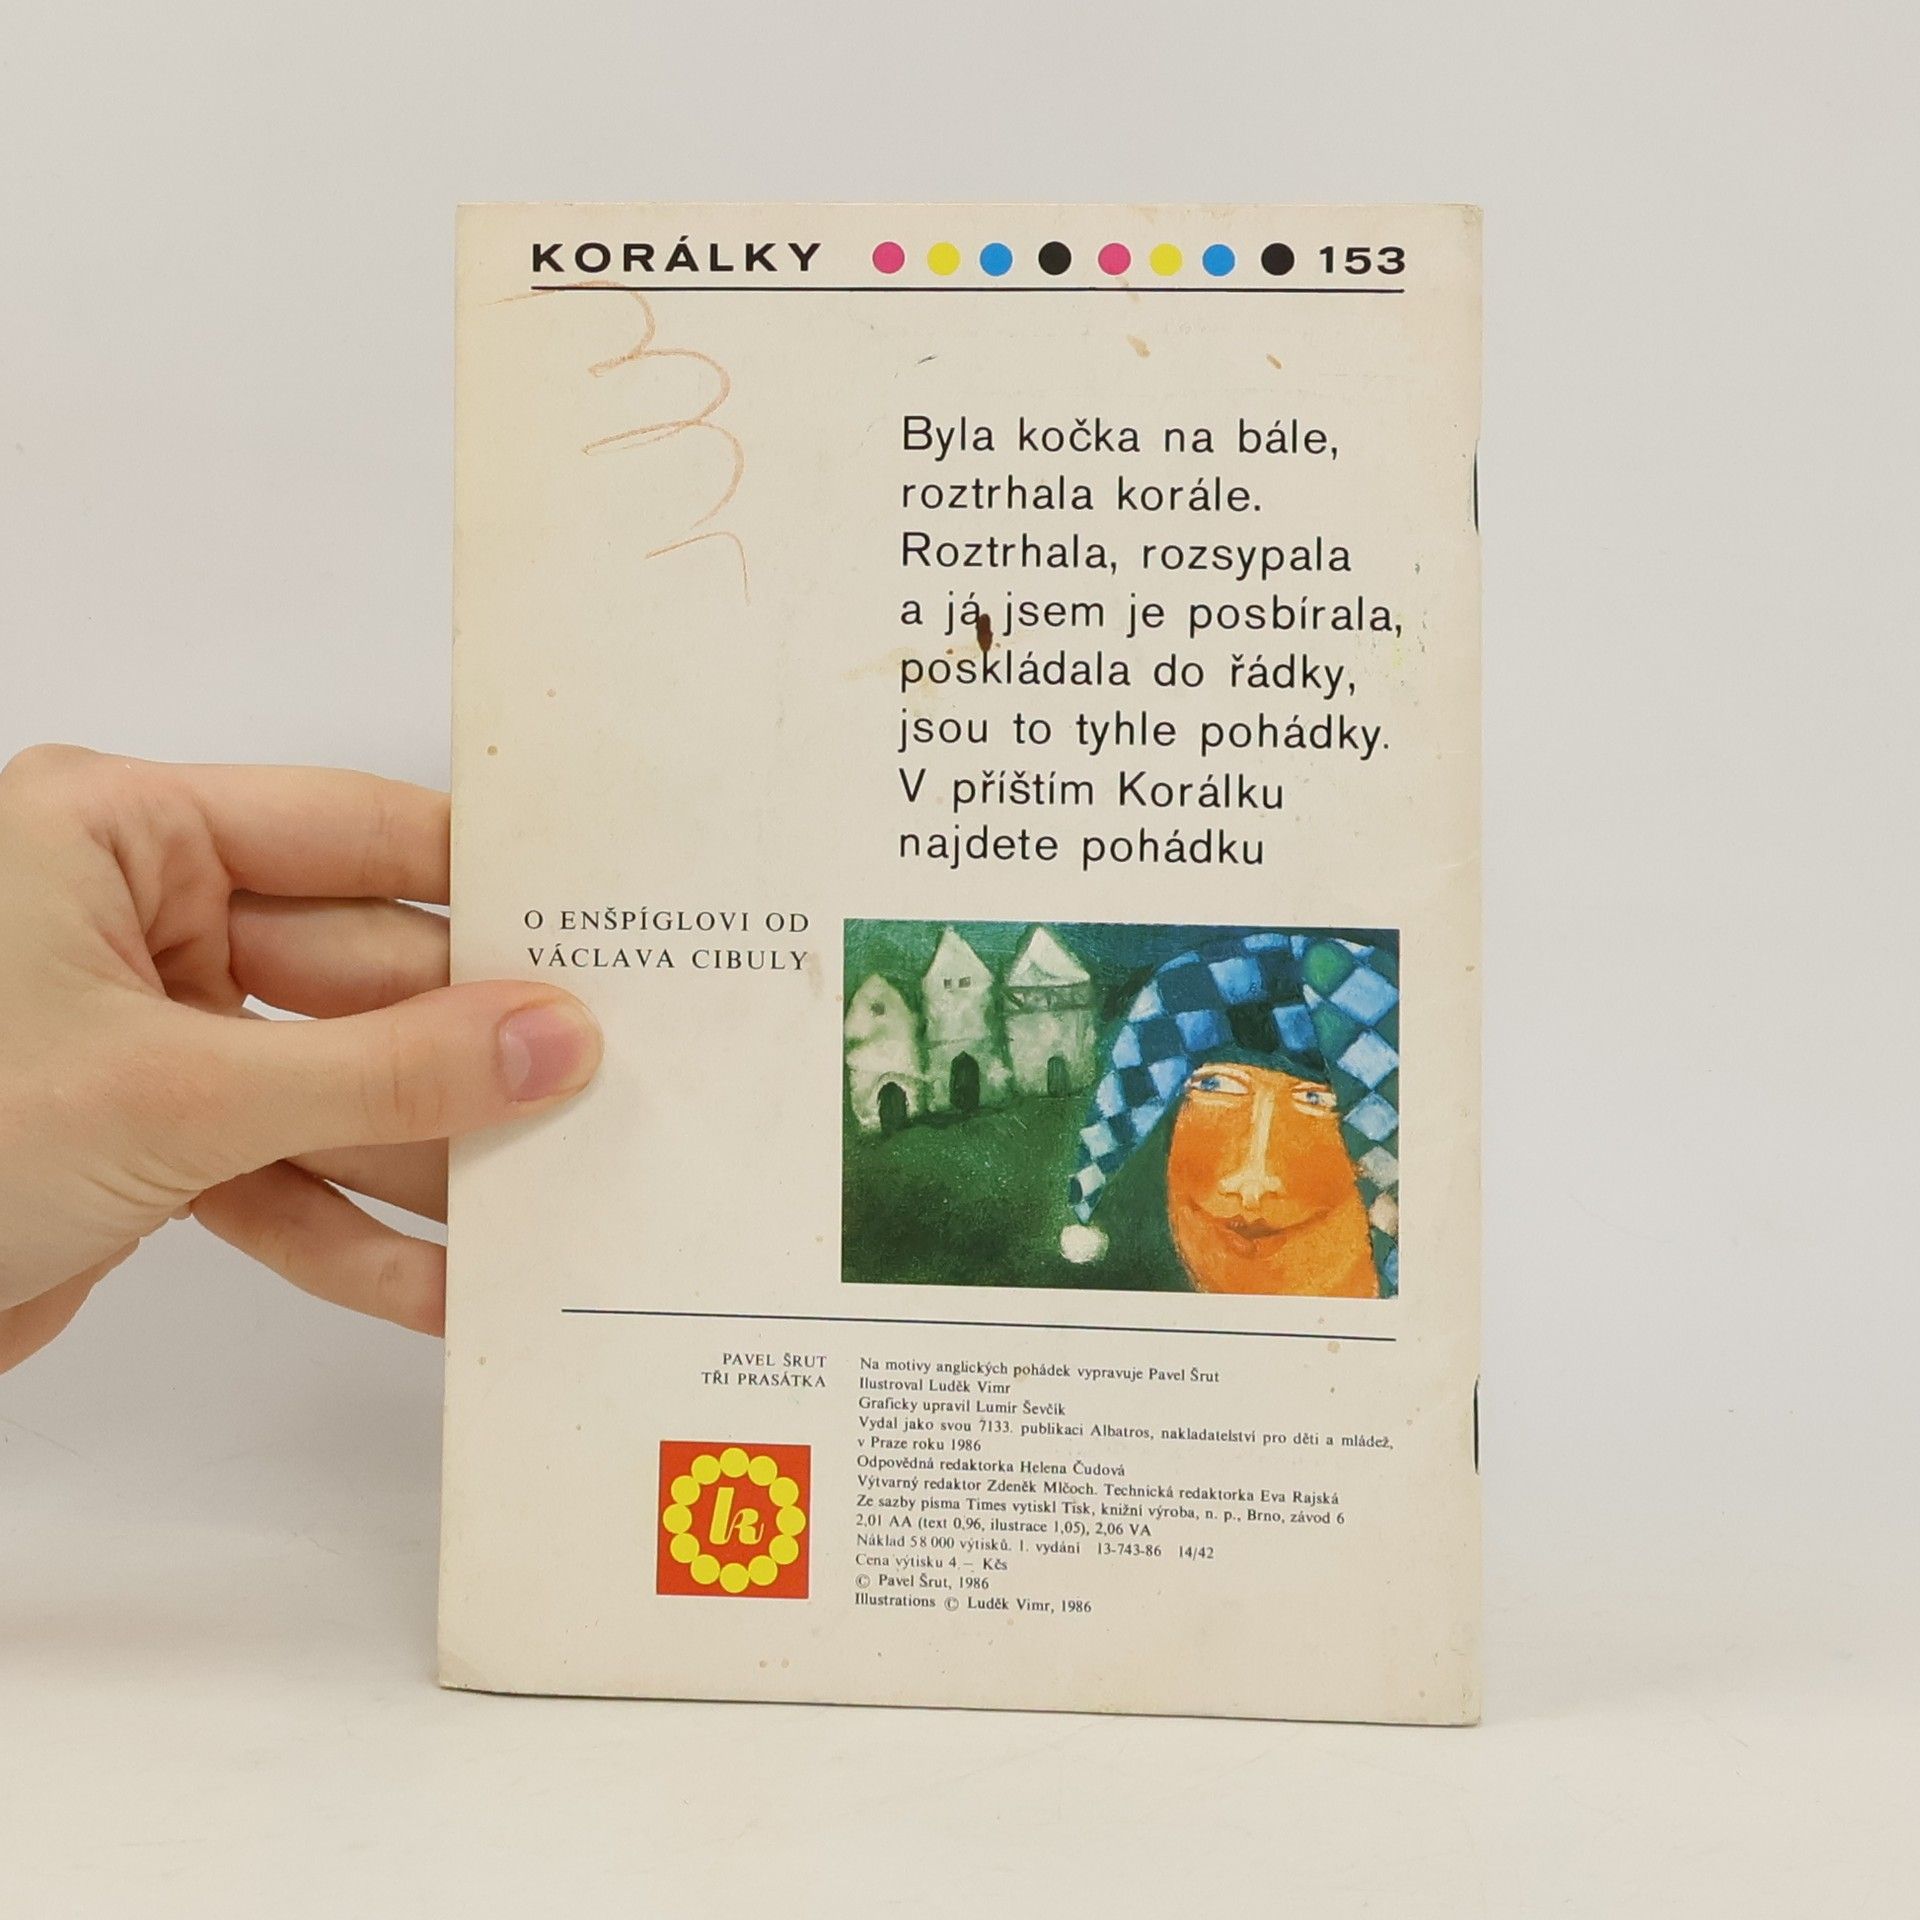 KORÁLKY 153
Byla kočka na bále,
roztrhala korále.
Roztrhala, rozsypala
a já jsem je posbírala,
poskládala do řádky,
jsou to tyhle pohádky.
V příštím Korálku
najdete pohádku
O ENŠPÍGLOVI OD
VÁCLAVA CIBULY
PAVEL ŠRUT
TŘI PRASÁTKA
k
Na motivy anglických pohádek vypravuje Pavel Šrut
Ilustroval Luděk Vimr
Graficky upravil Lumír Ševčík
Vydal jako svou 7133. publikaci Albatros, nakladatelství pro děti a mládež,
v Praze roku 1986
Odpovědná redaktorka Helena Čudová
Výtvarný redaktor Zdeněk Mlčoch. Technická redaktorka Eva Rajská
Ze sazby písma Times vytiskl Tisk, knižní výroba, n. p., Brno, závod 6
2,01 AA (text 0,96, ilustrace 1,05), 2,06 VA
Náklad 58 000 výtisků. 1. vydání 13-743-86 14/42
Cena výtisku 4 – Kčs
© Pavel Šrut, 1986
Illustrations © Luděk Vimr, 1986